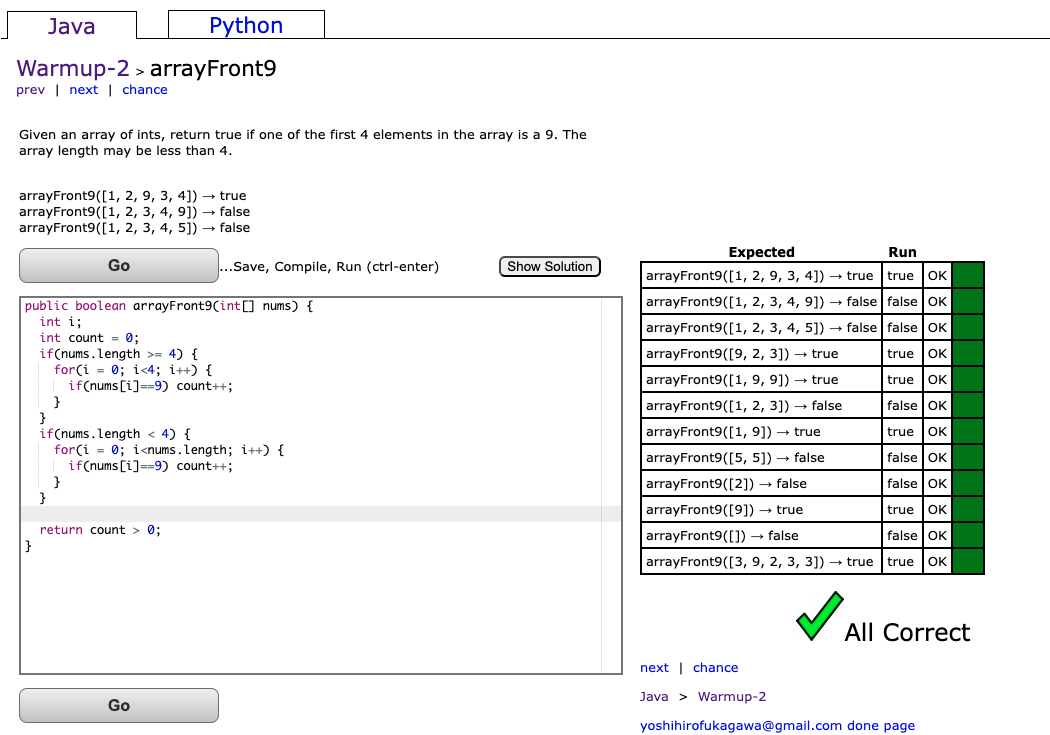 Java
Python
Warmup-2 > arrayFront9
prev | next | chance
Given an array of ints, return true if one of the first 4 elements in the array is a 9. The
array length may be less than 4.
arrayFront9([1, 2, 9, 3, 4]) → true
arrayFront9([1, 2, 3, 4, 9]) → false
arrayFront9([1, 2, 3, 4, 5]) → false
Go
...Save, Compile, Run (ctrl-enter)
Show Solution
public boolean arrayFront9(int[] nums) {
  int i;
  int count = 0;
  if(nums.length >= 4) {
    for(i = 0; i<4; i++) {
      if(nums[i]==9) count++;
    }
  }
  if(nums.length < 4) {
    for(i = 0; i<nums.length; i++) {
      if(nums[i]==9) count++;
    }
  }
  return count > 0;
}
Go
Expected Run
arrayFront9([1, 2, 9, 3, 4]) → true true OK
arrayFront9([1, 2, 3, 4, 9]) → false false OK
arrayFront9([1, 2, 3, 4, 5]) → false false OK
arrayFront9([9, 2, 3]) → true true OK
arrayFront9([1, 9, 9]) → true true OK
arrayFront9([1, 2, 3]) → false false OK
arrayFront9([1, 9]) → true true OK
arrayFront9([5, 5]) → false false OK
arrayFront9([2]) → false false OK
arrayFront9([9]) → true true OK
arrayFront9([]) → false false OK
arrayFront9([3, 9, 2, 3, 3]) → true true OK
All Correct
next | chance
Java > Warmup-2
yoshihirofukagawa@gmail.com done page